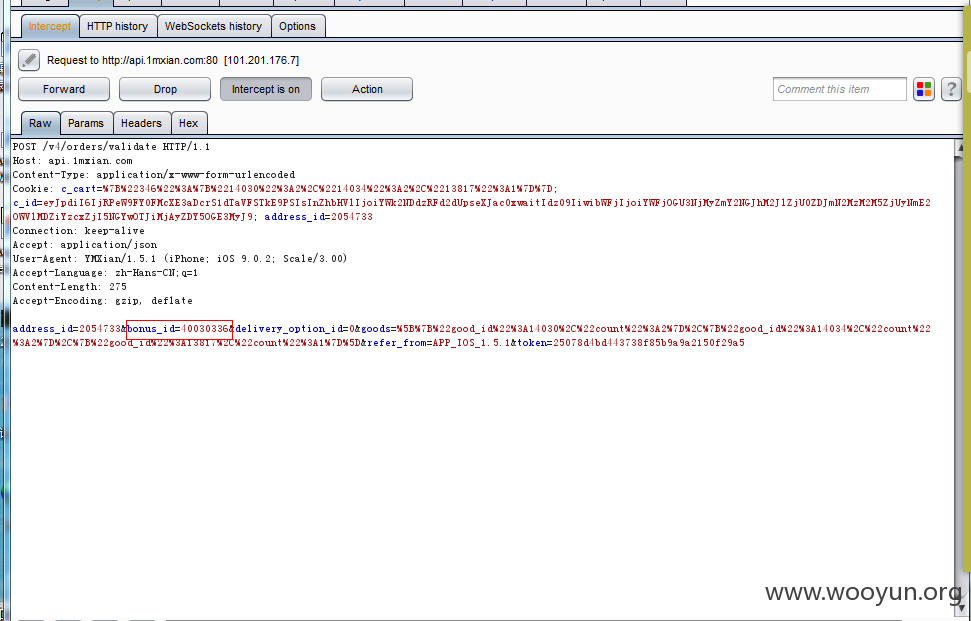 Intercept HTTP history WebSockets history Options
Request to http://api.1mxian.com:80 [101.201.176.7]
Forward Drop Intercept is on Action Comment this item ?
Raw Params Headers Hex
POST /v4/orders/validate HTTP/1.1
Host: api.1mxian.com
Content-Type: application/x-www-form-urlencoded
Cookie: c_cart=%7B%22346%22%3A%7B%2214030%22%3A2%2C%2214034%22%3A2%2C%2213817%22%3A1%7D%7D;
address_id=2054733
Connection: keep-alive
Accept: application/json
User-Agent: YMXian/1.5.1 (iPhone; iOS 9.0.2; Scale/3.00)
Accept-Language: zh-Hans-CN;q=1
Content-Length: 275
Accept-Encoding: gzip, deflate
address_id=2054733&bonus_id=40030336&delivery_option_id=0&goods=%5B%7B%22good_id%22%3A14030%2C%22count%22%3A2%7D%2C%7B%22good_id%22%3A14034%2C%22count%22
%3A2%7D%2C%7B%22good_id%22%3A13817%2C%22count%22%3A1%7D%5D&refer_from=APP_IOS_1.5.1&token=25078d4bd443738f85b9a9a2150f29a5
www.wooyun.org